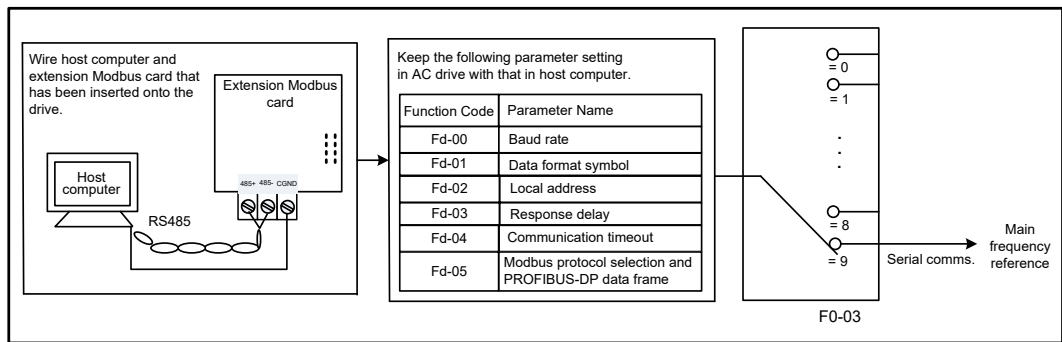 Wire host computer and
extension Modbus card that
has been inserted onto the
drive.
Extension Modbus
card
485+ 485- CGND
Host
computer
RS485
Keep the following parameter setting
in AC drive with that in host computer.
Function Code Parameter Name
Fd-00 Baud rate
Fd-01 Data format symbol
Fd-02 Local address
Fd-03 Response delay
Fd-04 Communication timeout
Fd-05 Modbus protocol selection and
PROFIBUS-DP data frame
= 0
= 1
= 8
= 9
F0-03
Serial comms.
Main
frequency
reference